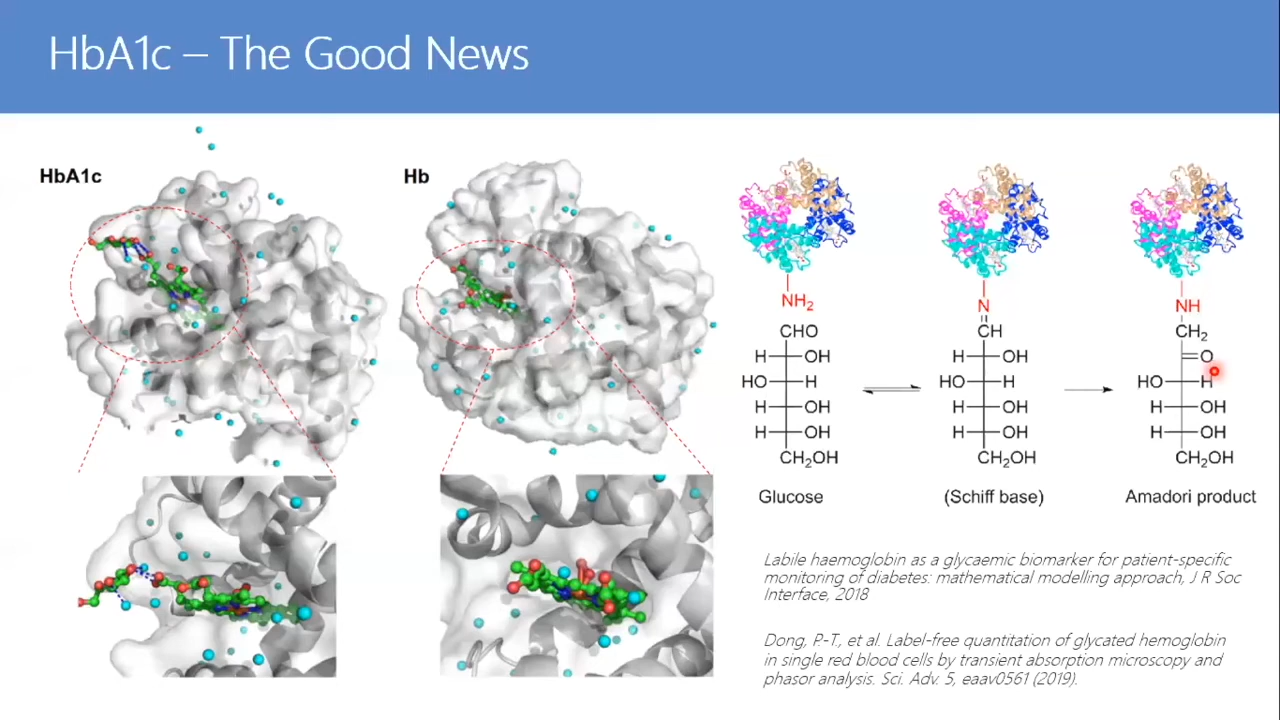 HbA1c – The Good News
HbA1c
Hb
NH₂
CHO
H OH
HO H
H OH
H OH
CH₂OH
Glucose
N
CH
H OH
HO H
H OH
H OH
CH₂OH
(Schiff base)
NH
CH₂
O
HO H
H OH
H OH
CH₂OH
Amadori product
Labile haemoglobin as a glycaemic biomarker for patient-specific
monitoring of diabetes: mathematical modelling approach, J R Soc
Interface, 2018
Dong, P.-T., et al. Label-free quantitation of glycated hemoglobin
in single red blood cells by transient absorption microscopy and
phasor analysis. Sci. Adv. 5, eaav0561 (2019).